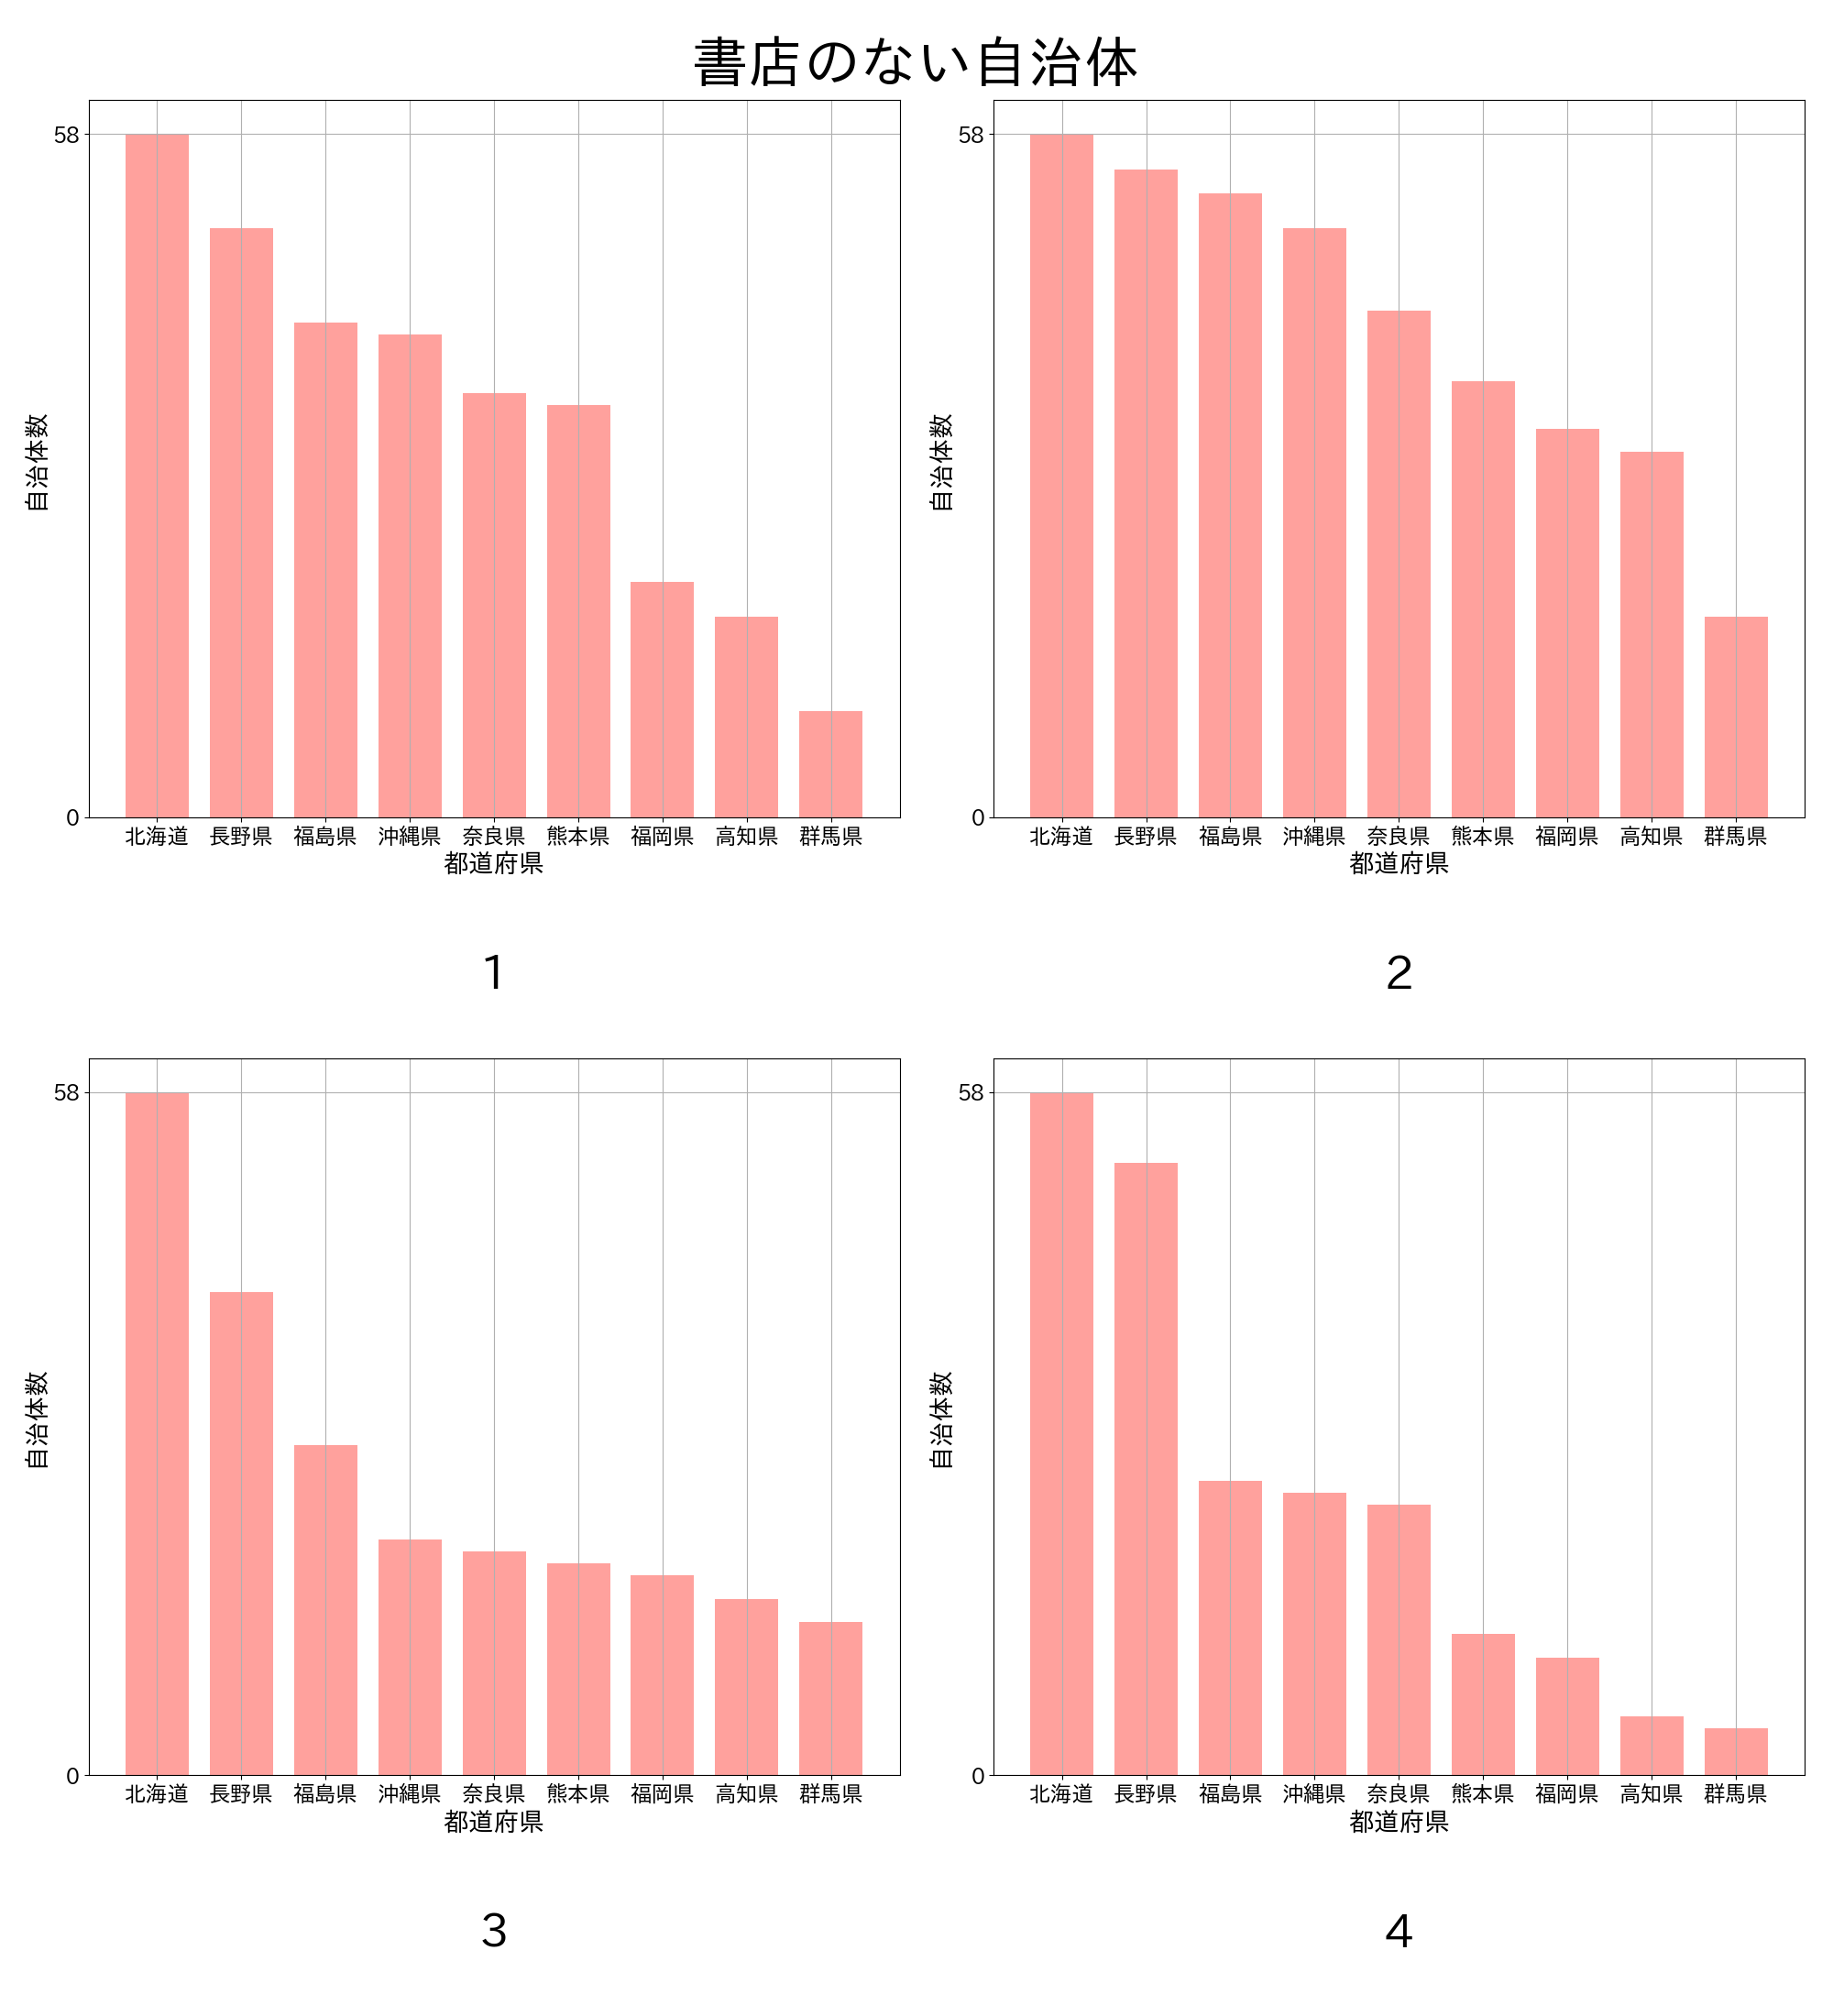 書店のない自治体
58
0
自治体数
北海道 長野県 福島県 沖縄県 奈良県 熊本県 福岡県 高知県 群馬県
都道府県
1
58
0
自治体数
北海道 長野県 福島県 沖縄県 奈良県 熊本県 福岡県 高知県 群馬県
都道府県
2
58
0
自治体数
北海道 長野県 福島県 沖縄県 奈良県 熊本県 福岡県 高知県 群馬県
都道府県
3
58
0
自治体数
北海道 長野県 福島県 沖縄県 奈良県 熊本県 福岡県 高知県 群馬県
都道府県
4